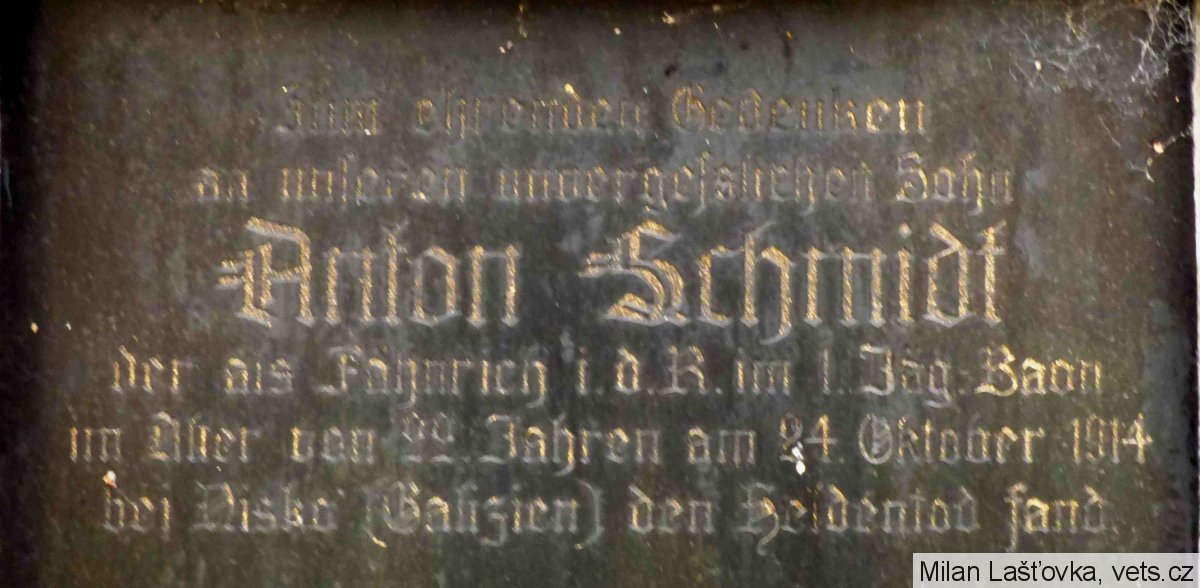 Zum ehrenden Gedenken
an unseren unvergesslichen Sohn
Anton Schmidt
der als Fähnrich i. d. R. im 1. Jäg. Baon
im Alter von 22. Jahren am 24. Oktober 1914
bei Nisko (Galizien) den Heldentod fand.
Milan Lašťovka, vets.cz